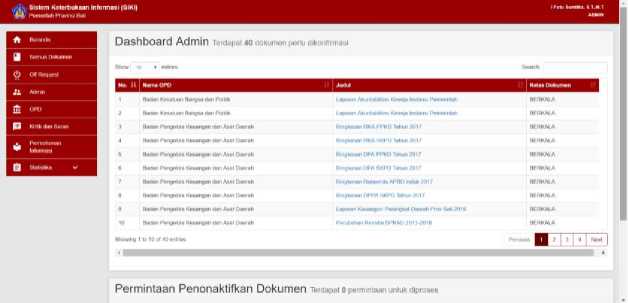 Sistem Keterbukaan Informasi (SIKI)
Pemerintah Provinsi Bali
I Putu Sumitra, S.T, M.T
ADMIN
Beranda
Semua Dokumen
Off Request
Admin
OPD
Kritik dan Saran
Permohonan Informasi
Statistika
Dashboard Admin Terdapat 40 dokumen perlu dikonfirmasi
Show 10 entries
Search:
No. Nama OPD Judul Kelas Dokumen
1 Badan Kesatuan Bangsa dan Politik Laporan Akuntabilitas Kinerja Instansi Pemerintah BERKALA
2 Badan Kesatuan Bangsa dan Politik Laporan Akuntabilitas Kinerja Instansi Pemerintah BERKALA
3 Badan Pengelola Keuangan dan Aset Daerah Ringkasan RKA PPKD Tahun 2017 BERKALA
4 Badan Pengelola Keuangan dan Aset Daerah Ringkasan RKA SKPD Tahun 2017 BERKALA
5 Badan Pengelola Keuangan dan Aset Daerah Ringkasan DPA PPKD Tahun 2017 BERKALA
6 Badan Pengelola Keuangan dan Aset Daerah Ringkasan DPA SKPD Tahun 2017 BERKALA
7 Badan Pengelola Keuangan dan Aset Daerah Ringkasan Raperda APBD Induk 2017 BERKALA
8 Badan Pengelola Keuangan dan Aset Daerah Ringkasan DPPA SKPD Tahun 2017 BERKALA
9 Badan Pengelola Keuangan dan Aset Daerah Laporan Keuangan Perangkat Daerah Prov Bali 2016 BERKALA
10 Badan Pengelola Keuangan dan Aset Daerah Perubahan Renstra BPKAD 2013-2018 BERKALA
Showing 1 to 10 of 40 entries
Previous 1 2 3 4 Next
Permintaan Penonaktifkan Dokumen Terdapat 0 permintaan untuk diproses